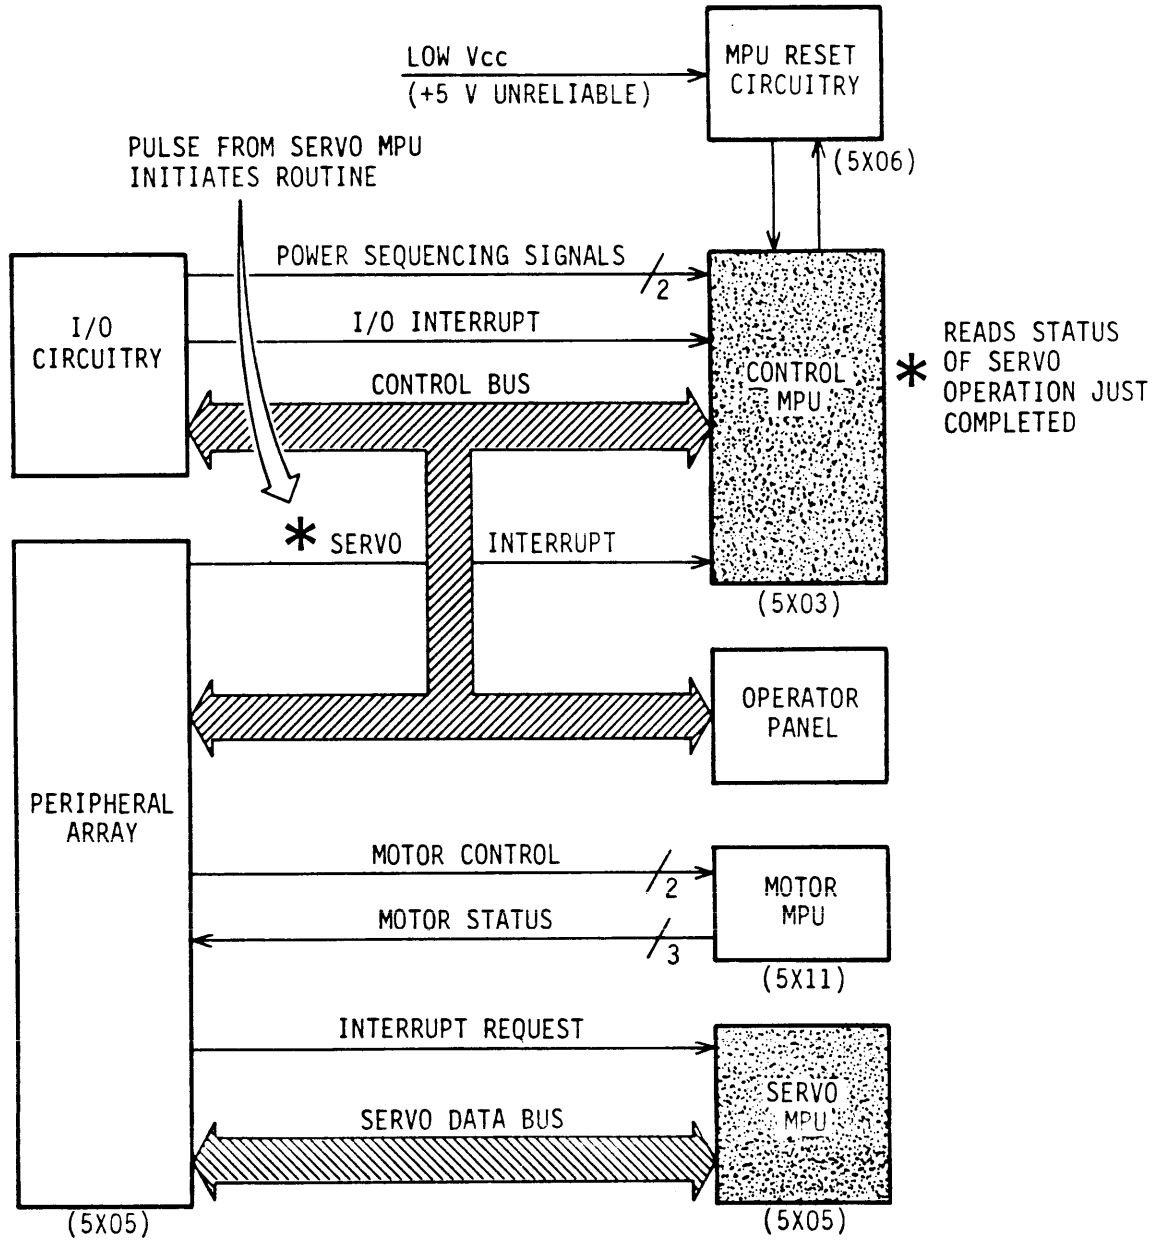 LOW Vcc
(+5 V UNRELIABLE)
MPU RESET
CIRCUITRY
(5X06)
PULSE FROM SERVO MPU
INITIATES ROUTINE
POWER SEQUENCING SIGNALS
2
I/O
CIRCUITRY
I/O INTERRUPT
CONTROL BUS
CONTROL
MPU
* READS STATUS
OF SERVO
OPERATION JUST
COMPLETED
* SERVO INTERRUPT
(5X03)
OPERATOR
PANEL
PERIPHERAL
ARRAY
MOTOR CONTROL
2
MOTOR
MPU
MOTOR STATUS
3
(5X11)
INTERRUPT REQUEST
SERVO
MPU
SERVO DATA BUS
(5X05)
(5X05)